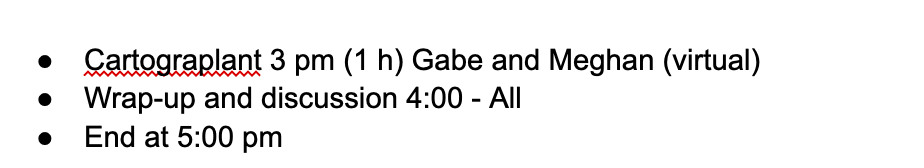 ● Cartograplant 3 pm (1 h) Gabe and Meghan (virtual)
● Wrap-up and discussion 4:00 - All
● End at 5:00 pm